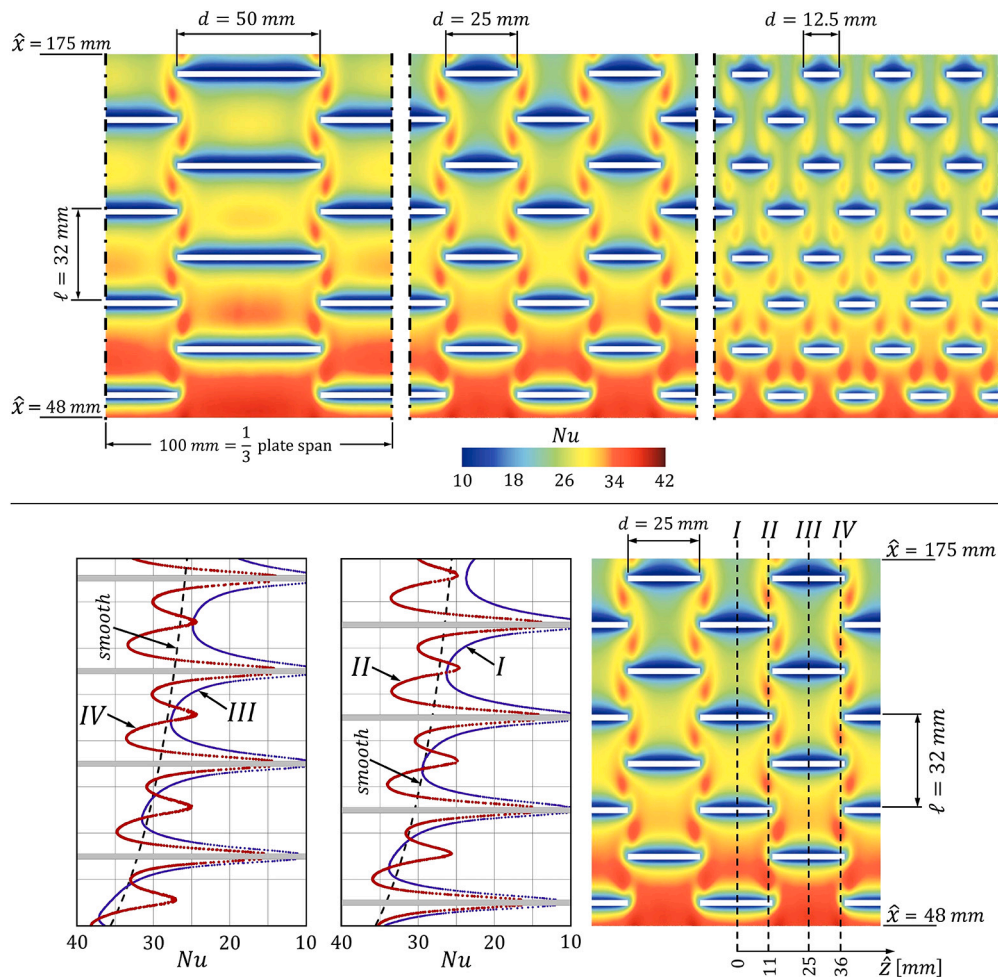 d = 50 mm
d = 25 mm
d = 12.5 mm
x̂ = 175 mm
ℓ = 32 mm
x̂ = 48 mm
100 mm = 1/3 plate span
Nu
10 18 26 34 42
d = 25 mm
I II III IV
x̂ = 175 mm
smooth
IV
III
II
I
smooth
ℓ = 32 mm
x̂ = 48 mm
40 30 20 10
Nu
40 30 20 10
Nu
0 11 25 36
ẑ [mm]